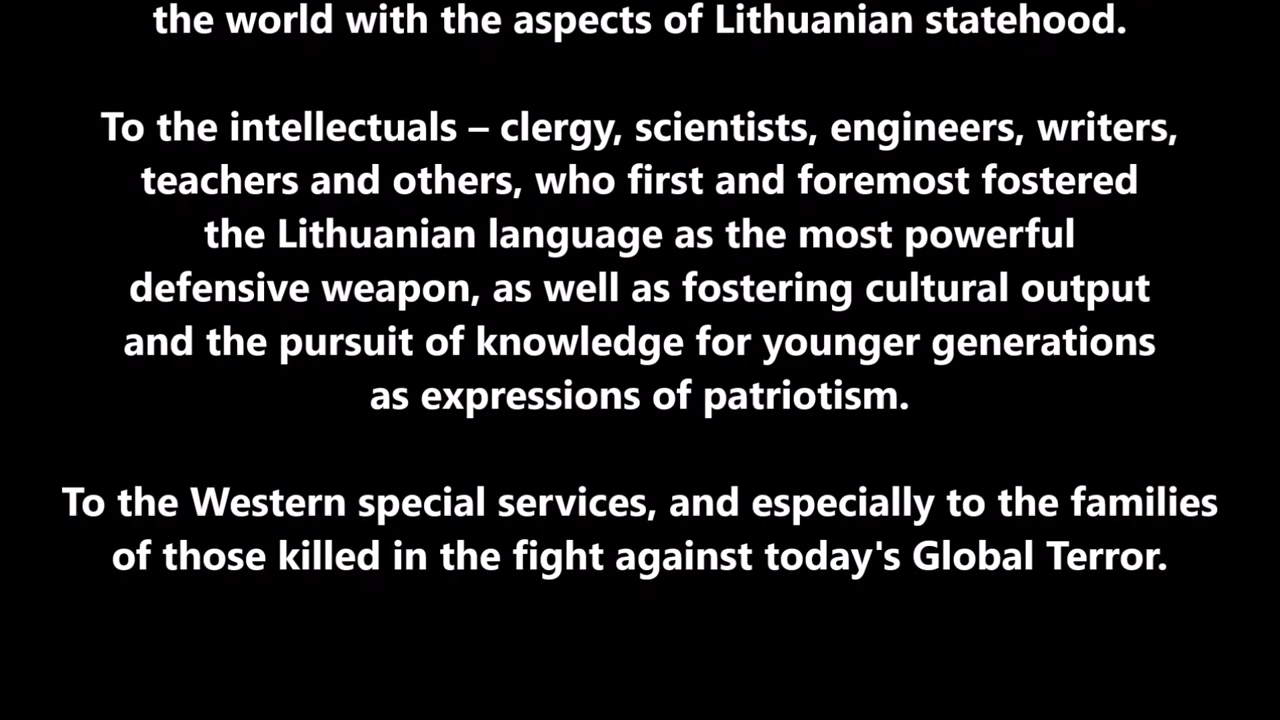 the world with the aspects of Lithuanian statehood.
To the intellectuals – clergy, scientists, engineers, writers,
teachers and others, who first and foremost fostered
the Lithuanian language as the most powerful
defensive weapon, as well as fostering cultural output
and the pursuit of knowledge for younger generations
as expressions of patriotism.
To the Western special services, and especially to the families
of those killed in the fight against today's Global Terror.